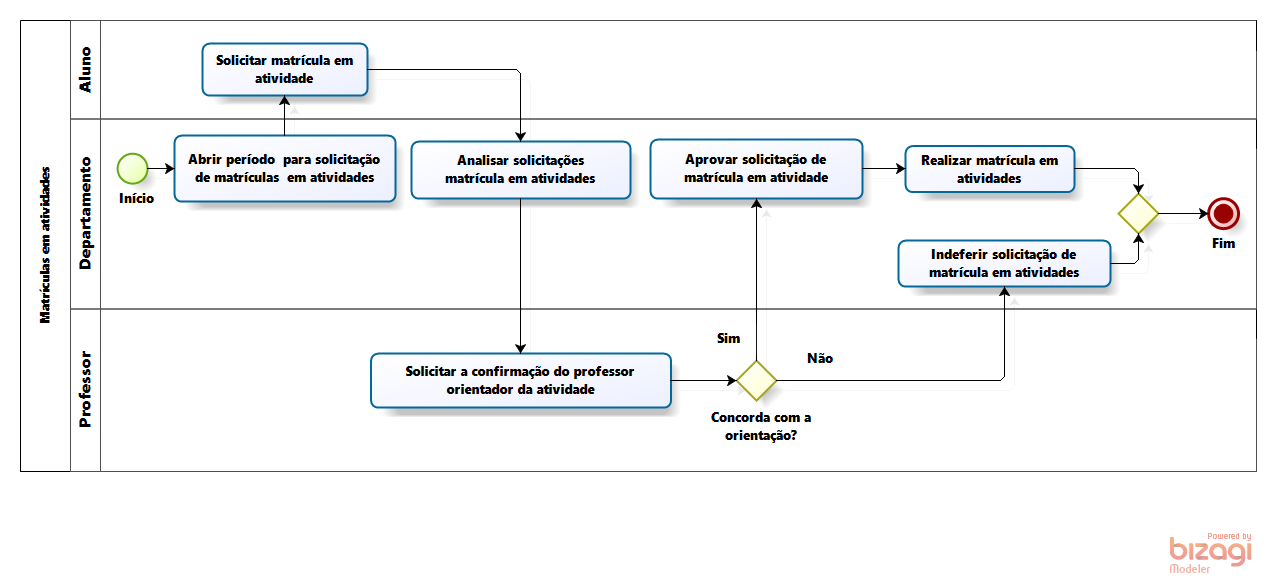 Matrículas em atividades
Aluno
Solicitar matrícula em
atividade
Departamento
Início
Abrir período para solicitação
de matrículas em atividades
Analisar solicitações
matrícula em atividades
Aprovar solicitação de
matrícula em atividade
Realizar matrícula em
atividades
Indeferir solicitação de
matrícula em atividades
Fim
Professor
Solicitar a confirmação do professor
orientador da atividade
Sim
Não
Concorda com a
orientação?
Powered by
bizagi
Modeler